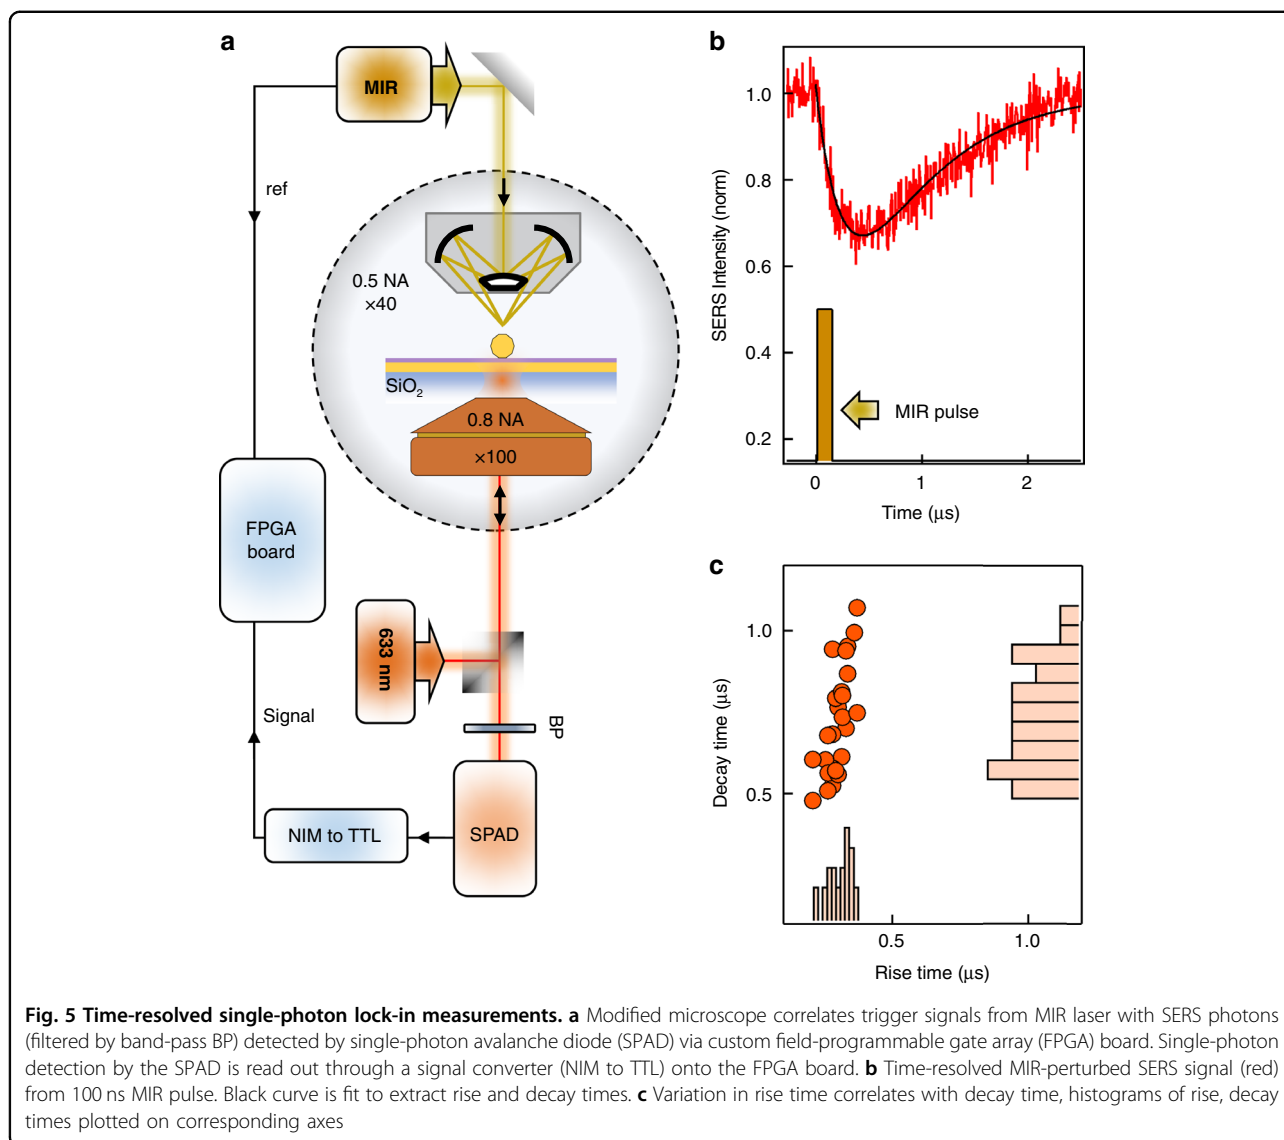 a
MIR
ref
0.5 NA
×40
SiO2
0.8 NA
×100
FPGA
board
633 nm
Signal
BP
NIM to TTL
SPAD
b
SERS Intensity (norm)
1.0
0.8
0.6
0.4
0.2
MIR pulse
0
1
2
Time (μs)
c
Decay time (μs)
1.0
0.5
0.5
1.0
Rise time (μs)
Fig. 5 Time-resolved single-photon lock-in measurements. a Modified microscope correlates trigger signals from MIR laser with SERS photons
(filtered by band-pass BP) detected by single-photon avalanche diode (SPAD) via custom field-programmable gate array (FPGA) board. Single-photon
detection by the SPAD is read out through a signal converter (NIM to TTL) onto the FPGA board. b Time-resolved MIR-perturbed SERS signal (red)
from 100 ns MIR pulse. Black curve is fit to extract rise and decay times. c Variation in rise time correlates with decay time, histograms of rise, decay
times plotted on corresponding axes